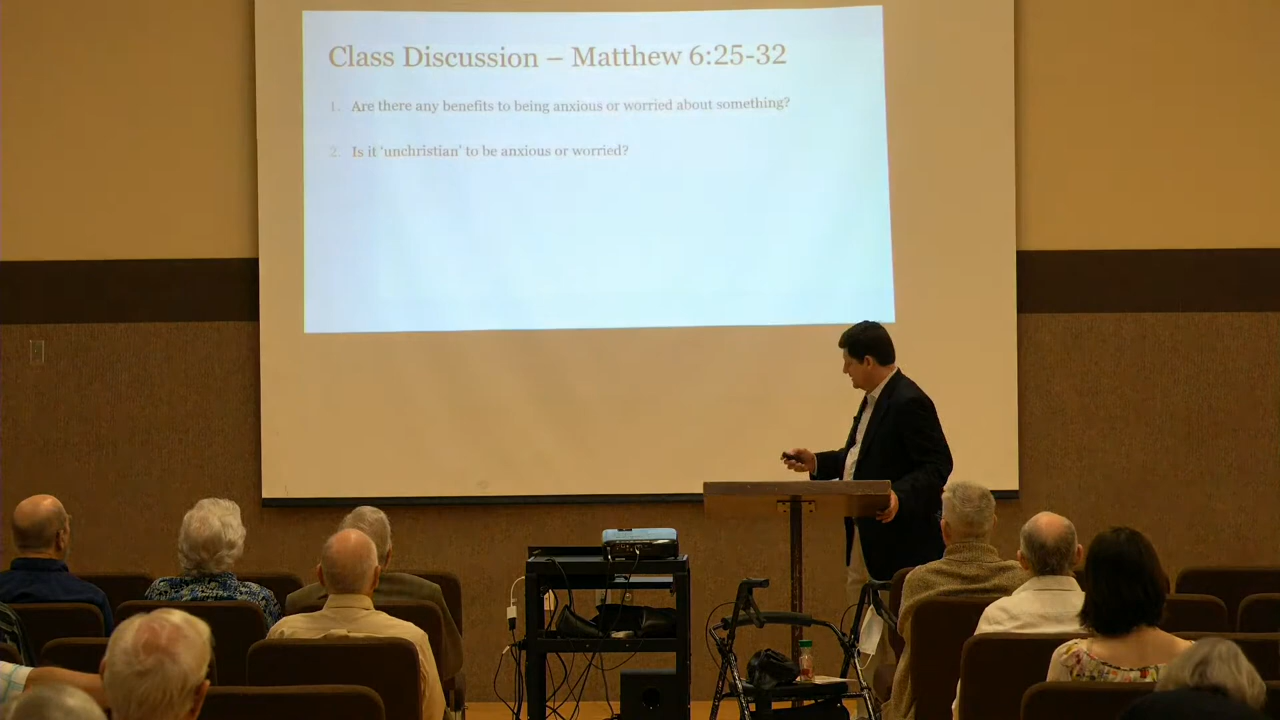 Class Discussion – Matthew 6:25-32
1. Are there any benefits to being anxious or worried about something?
2. Is it 'unchristian' to be anxious or worried?